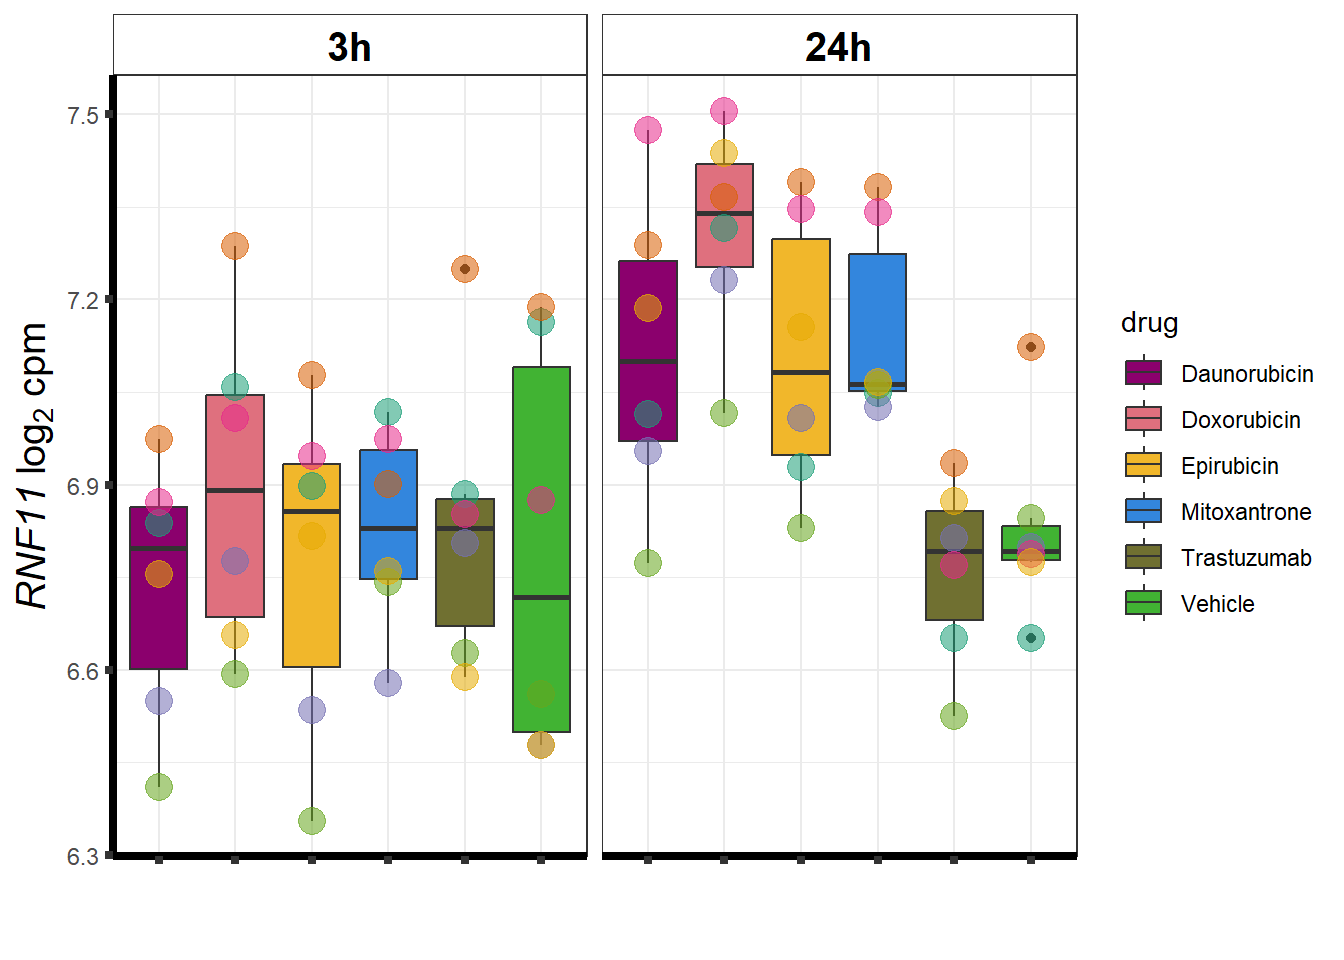 3h
24h
7.5
7.2
6.9
6.6
6.3
RNF11 log₂ cpm
drug
Daunorubicin
Doxorubicin
Epirubicin
Mitoxantrone
Trastuzumab
Vehicle